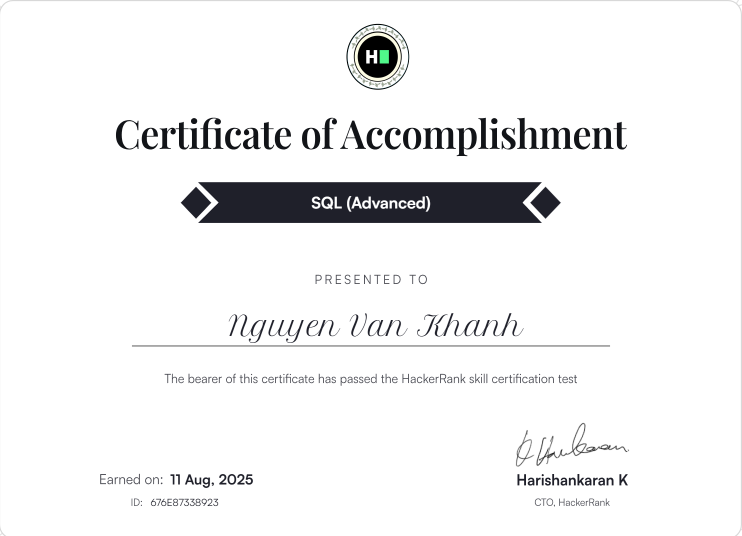 H
Certificate of Accomplishment
SQL (Advanced)
PRESENTED TO
Nguyen Van Khanh
The bearer of this certificate has passed the HackerRank skill certification test
Earned on: 11 Aug, 2025
ID: 676E87338923
Harishankaran K
CTO, HackerRank